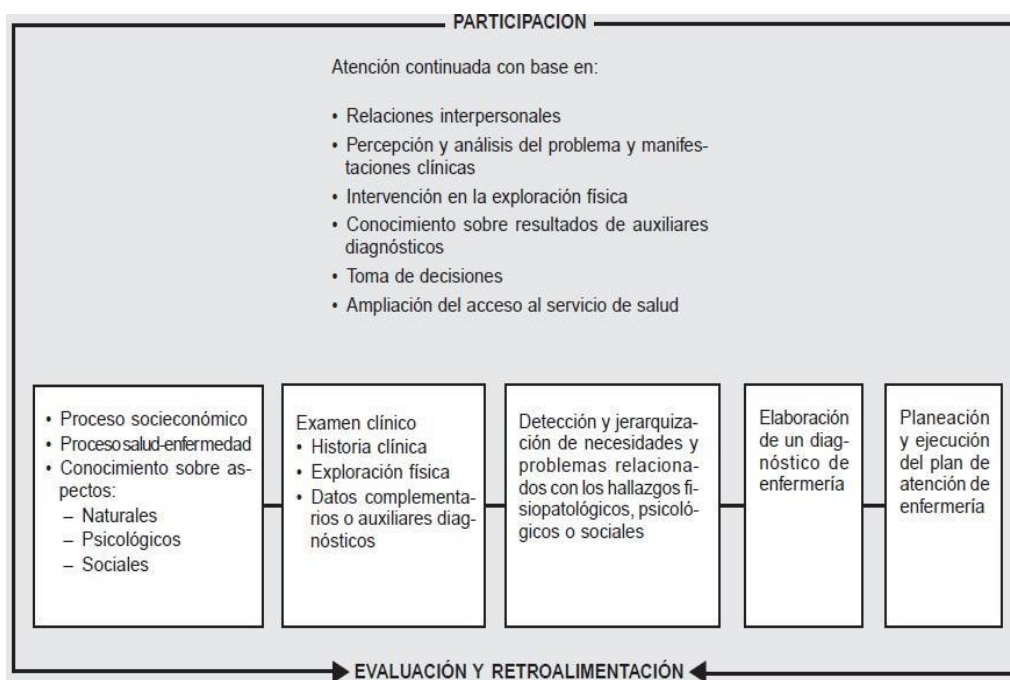 PARTICIPACION
Atención continuada con base en:
• Relaciones interpersonales
• Percepción y análisis del problema y manifes-
taciones clínicas
• Intervención en la exploración física
• Conocimiento sobre resultados de auxiliares
diagnósticos
• Toma de decisiones
• Ampliación del acceso al servicio de salud
• Proceso socieconómico
• Proceso salud-enfermedad
• Conocimiento sobre as-
pectos:
– Naturales
– Psicológicos
– Sociales
Examen clínico
• Historia clínica
• Exploración física
• Datos complementa-
rios o auxiliares diag-
nósticos
Detección y jerarquiza-
ción de necesidades y
problemas relaciona-
dos con los hallazgos fi-
siopatológicos, psicoló-
gicos o sociales
Elaboración
de un diag-
nóstico de
enfermería
Planeación
y ejecución
del plan de
atención de
enfermería
EVALUACIÓN Y RETROALIMENTACIÓN